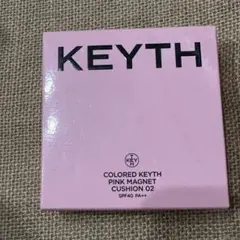 KEYTH
KEY
COLORED KEYTH
PINK MAGNET
CUSHION 02
SPF40 PA++